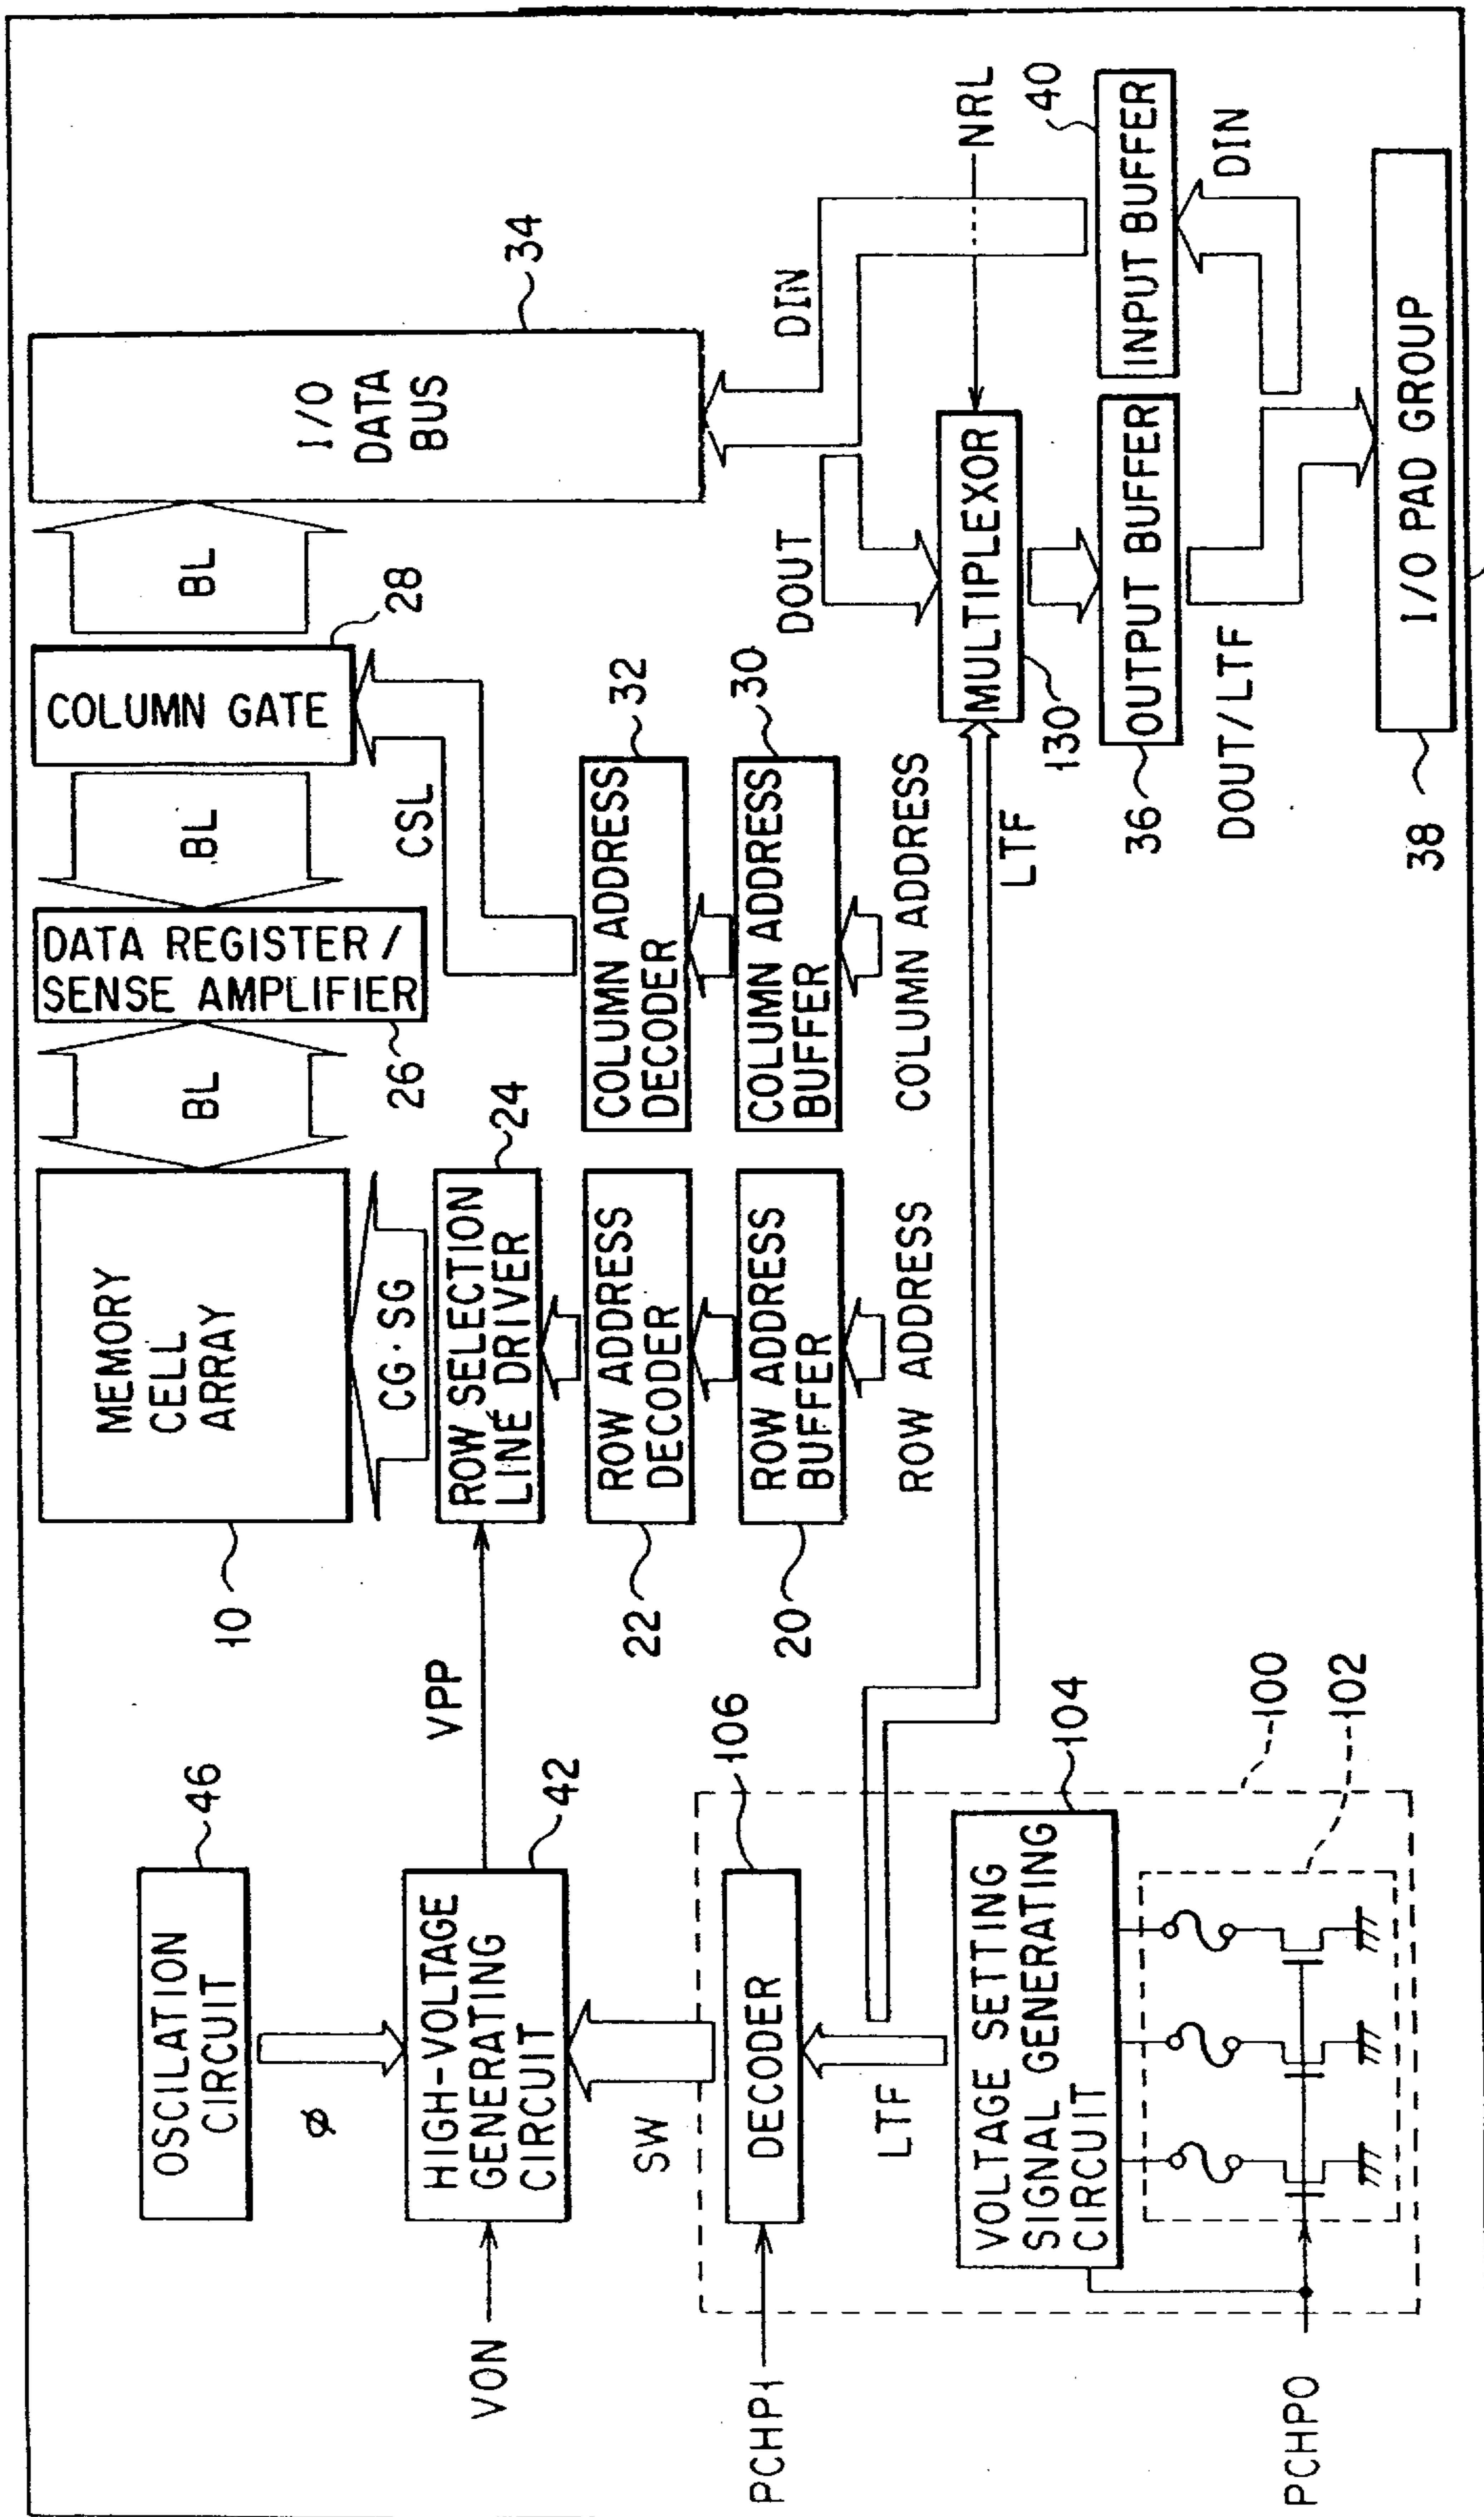 OSCILATION
CIRCUIT
46
Ø
VON
HIGH-VOLTAGE
GENERATING
CIRCUIT
42
VPP
SW
PCHP1
DECODER
106
LTF
VOLTAGE SETTING
SIGNAL GENERATING
CIRCUIT
104
100
102
PCHP0
MEMORY
CELL
ARRAY
10
CG·SG
ROW SELECTION
LINE DRIVER
24
ROW ADDRESS
DECODER
22
ROW ADDRESS
BUFFER
20
ROW ADDRESS
BL
DATA REGISTER/
SENSE AMPLIFIER
26
BL
COLUMN GATE
28
CSL
COLUMN ADDRESS
DECODER
32
COLUMN ADDRESS
BUFFER
30
COLUMN ADDRESS
BL
I/O
DATA
BUS
34
DIN
DOUT
LTF
MULTIPLEXOR
130
NRL
OUTPUT BUFFER
36
INPUT BUFFER
40
DOUT/LTF
DIN
I/O PAD GROUP
38